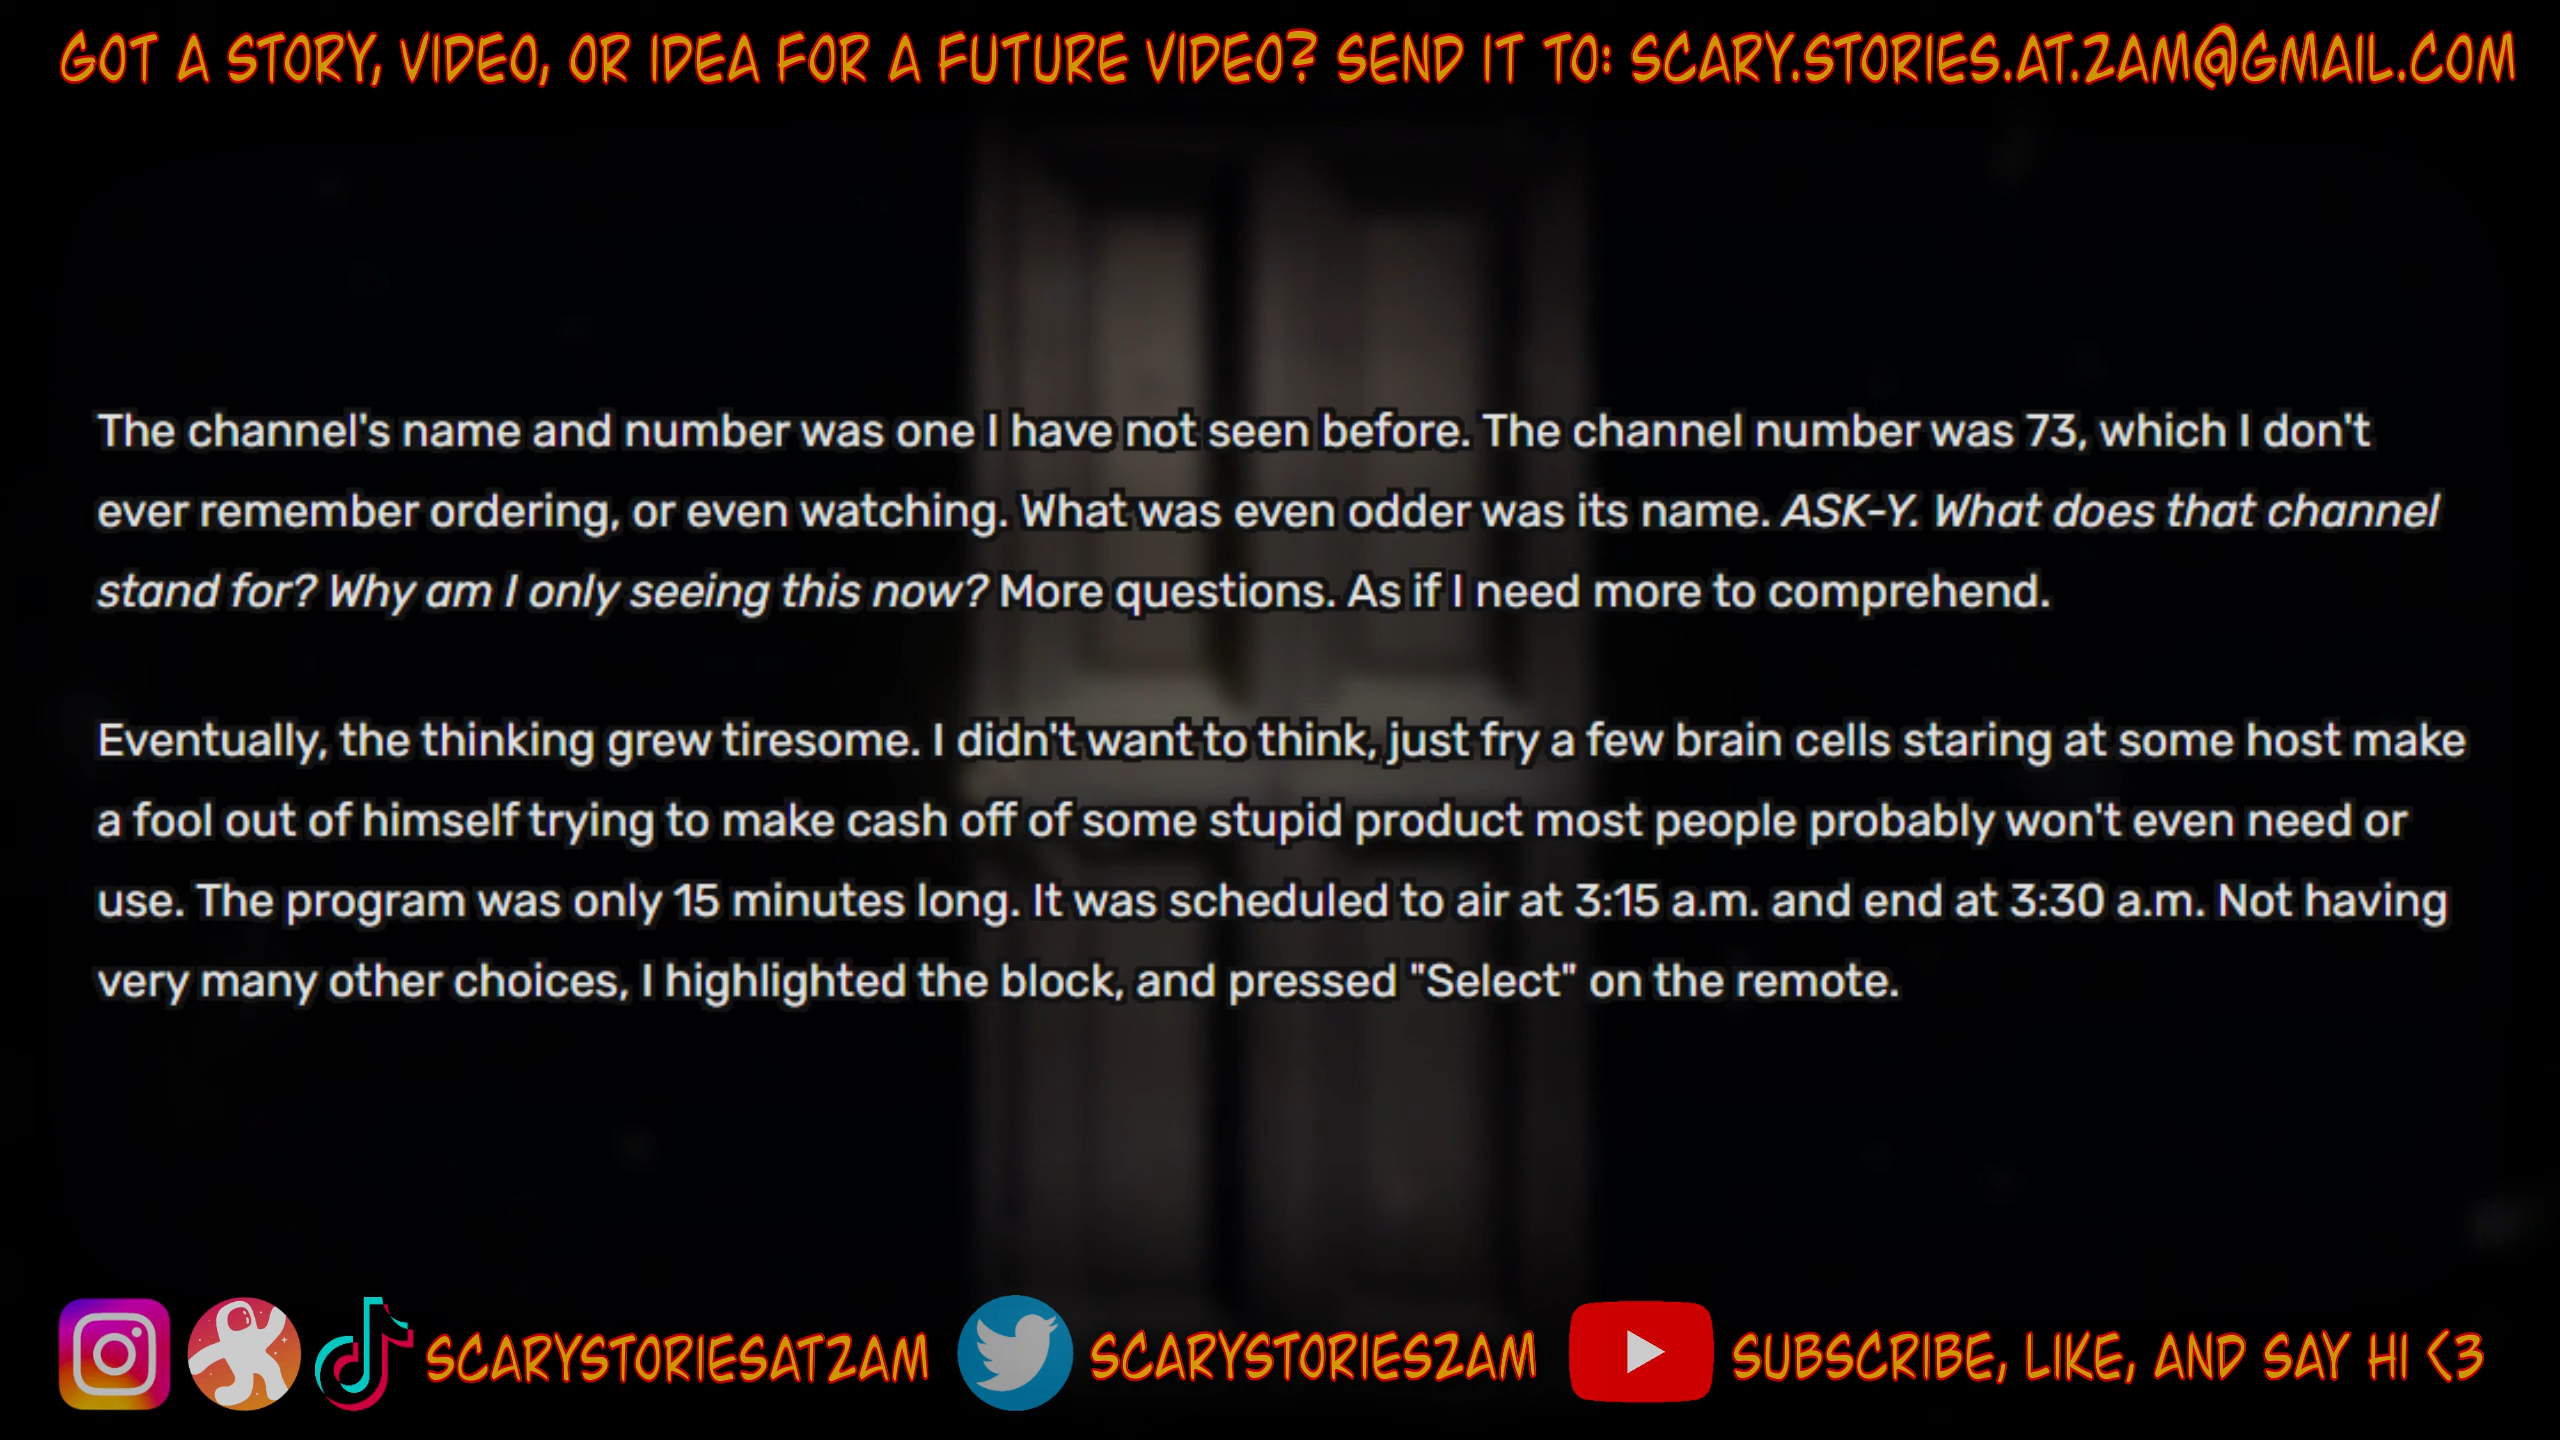 GOT A STORY, VIDEO, OR IDEA FOR A FUTURE VIDEO? SEND IT TO: SCARY.STORIES.AT.2AM@GMAIL.COM
The channel's name and number was one I have not seen before. The channel number was 73, which I don't
ever remember ordering, or even watching. What was even odder was its name. ASK-Y. What does that channel
stand for? Why am I only seeing this now? More questions. As if I need more to comprehend.
Eventually, the thinking grew tiresome. I didn't want to think, just fry a few brain cells staring at some host make
a fool out of himself trying to make cash off of some stupid product most people probably won't even need or
use. The program was only 15 minutes long. It was scheduled to air at 3:15 a.m. and end at 3:30 a.m. Not having
very many other choices, I highlighted the block, and pressed "Select" on the remote.
SCARYSTORIESAT2AM SCARYSTORIES2AM SUBSCRIBE, LIKE, AND SAY HI <3